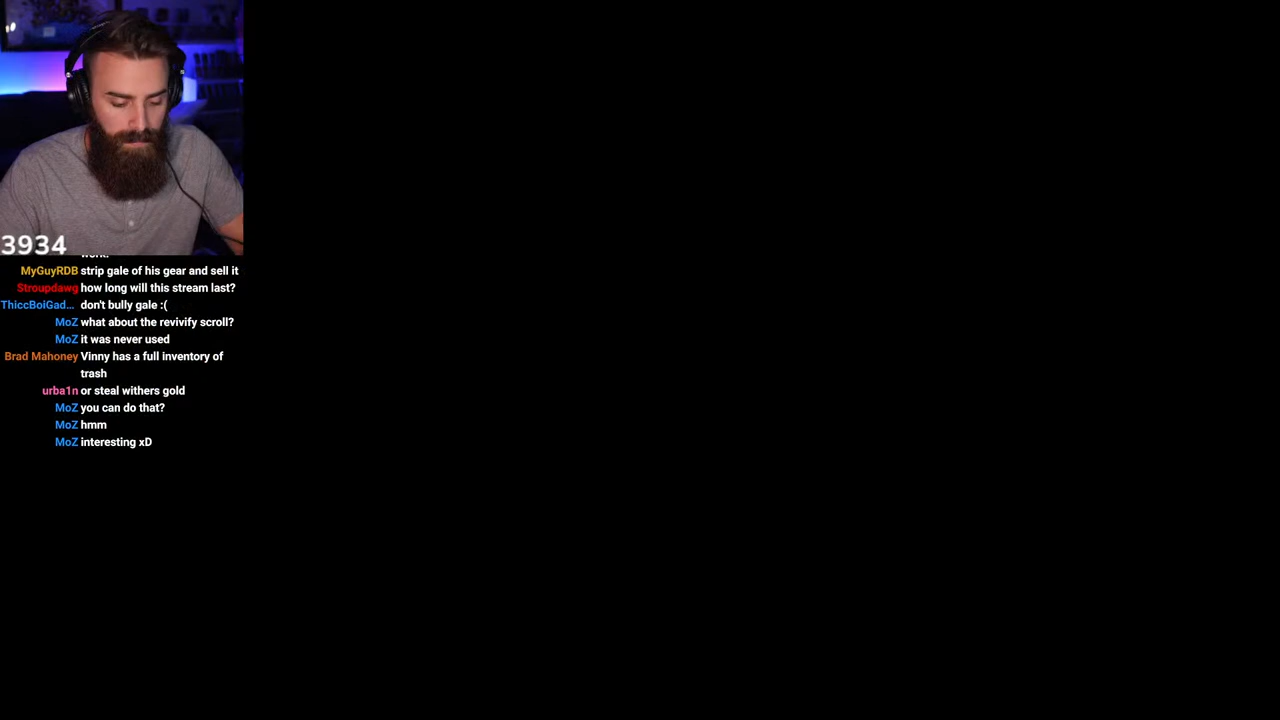 3934
work.
MyGuyRDB strip gale of his gear and sell it
Stroupdawg how long will this stream last?
ThiccBoiGad... don't bully gale :(
MoZ what about the revivify scroll?
MoZ it was never used
Brad Mahoney Vinny has a full inventory of
trash
urba1n or steal withers gold
MoZ you can do that?
MoZ hmm
MoZ interesting xD